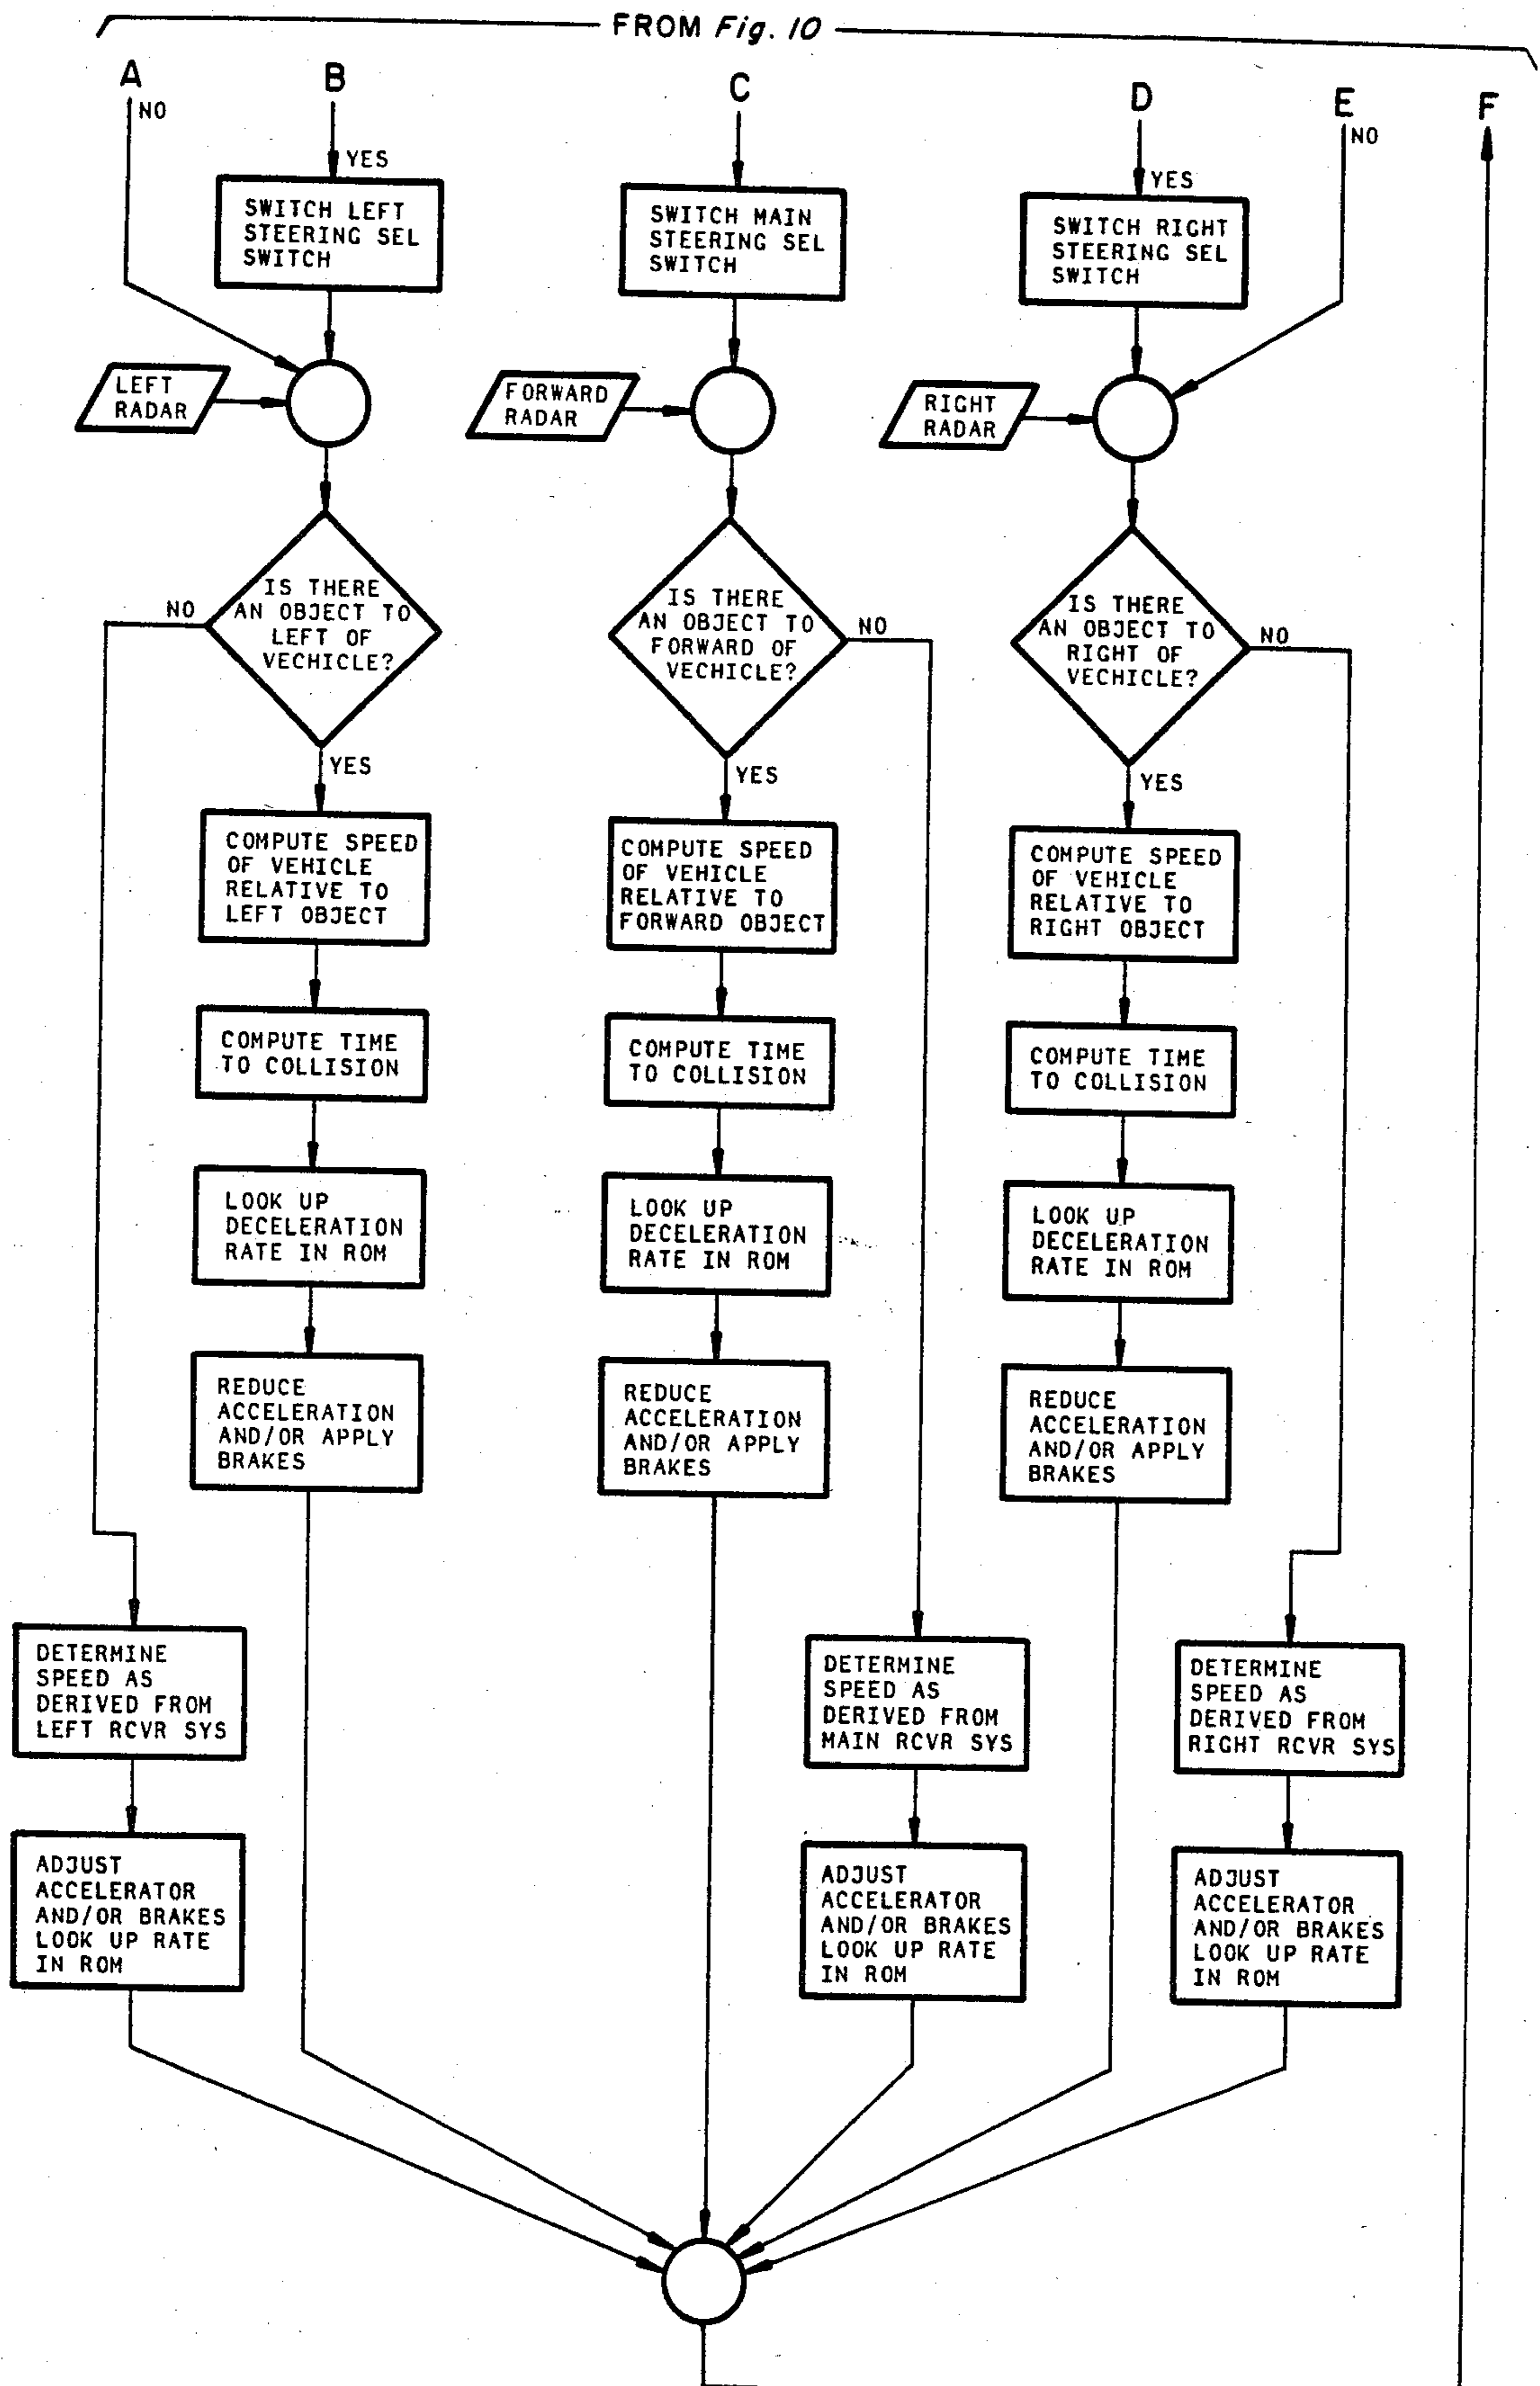 FROM Fig. 10
A
NO
B
YES
C
D
YES
E
NO
F
SWITCH LEFT
STEERING SEL
SWITCH
SWITCH MAIN
STEERING SEL
SWITCH
SWITCH RIGHT
STEERING SEL
SWITCH
LEFT
RADAR
FORWARD
RADAR
RIGHT
RADAR
IS THERE
AN OBJECT TO
LEFT OF
VECHICLE?
NO
YES
IS THERE
AN OBJECT TO
FORWARD OF
VECHICLE?
NO
YES
IS THERE
AN OBJECT TO
RIGHT OF
VECHICLE?
NO
YES
COMPUTE SPEED
OF VEHICLE
RELATIVE TO
LEFT OBJECT
COMPUTE SPEED
OF VEHICLE
RELATIVE TO
FORWARD OBJECT
COMPUTE SPEED
OF VEHICLE
RELATIVE TO
RIGHT OBJECT
COMPUTE TIME
TO COLLISION
COMPUTE TIME
TO COLLISION
COMPUTE TIME
TO COLLISION
LOOK UP
DECELERATION
RATE IN ROM
LOOK UP
DECELERATION
RATE IN ROM
LOOK UP
DECELERATION
RATE IN ROM
REDUCE
ACCELERATION
AND/OR APPLY
BRAKES
REDUCE
ACCELERATION
AND/OR APPLY
BRAKES
REDUCE
ACCELERATION
AND/OR APPLY
BRAKES
DETERMINE
SPEED AS
DERIVED FROM
LEFT RCVR SYS
DETERMINE
SPEED AS
DERIVED FROM
MAIN RCVR SYS
DETERMINE
SPEED AS
DERIVED FROM
RIGHT RCVR SYS
ADJUST
ACCELERATOR
AND/OR BRAKES
LOOK UP RATE
IN ROM
ADJUST
ACCELERATOR
AND/OR BRAKES
LOOK UP RATE
IN ROM
ADJUST
ACCELERATOR
AND/OR BRAKES
LOOK UP RATE
IN ROM